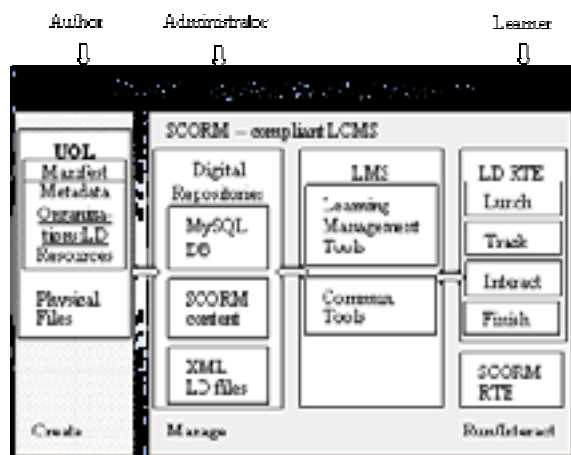 Author
Administrator
Learner
SCORM – compliant LCMS
UOL
Manifest
Metadata
Organiza-
tions\LD
Resources
Physical
Files
Digital
Repositories
MySQL
DB
SCORM
content
XML
LD files
LMS
Learning
Management
Tools
Commun.
Tools
LD RTE
Lunch
Track
Interact
Finish
SCORM
RTE
Create
Manage
Run/Interact